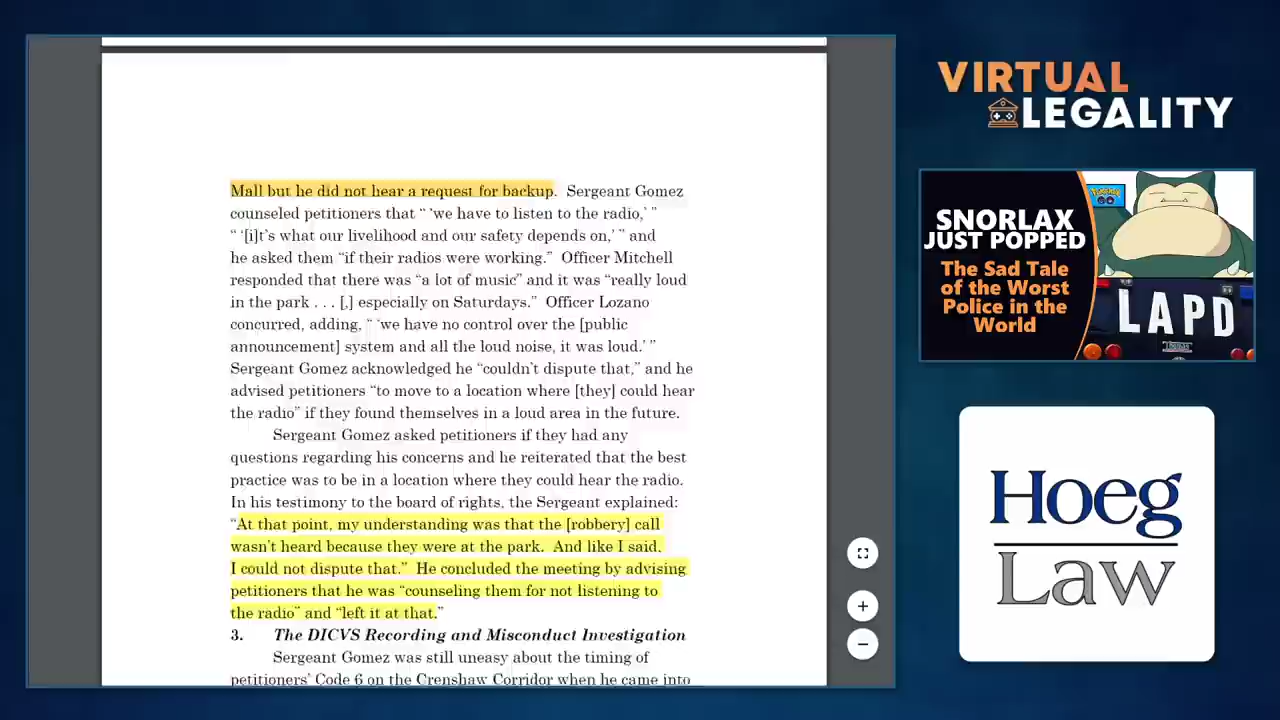 Mall but he did not hear a request for backup.  Sergeant Gomez
counseled petitioners that “ ‘we have to listen to the radio,’ ”
“ ‘[i]t’s what our livelihood and our safety depends on,’ ” and
he asked them “if their radios were working.”  Officer Mitchell
responded that there was “a lot of music” and it was “really loud
in the park . . . [,] especially on Saturdays.”  Officer Lozano
concurred, adding, “ ‘we have no control over the [public
announcement] system and all the loud noise, it was loud.’ ”
Sergeant Gomez acknowledged he “couldn’t dispute that,” and he
advised petitioners “to move to a location where [they] could hear
the radio” if they found themselves in a loud area in the future.
Sergeant Gomez asked petitioners if they had any
questions regarding his concerns and he reiterated that the best
practice was to be in a location where they could hear the radio.
In his testimony to the board of rights, the Sergeant explained:
“At that point, my understanding was that the [robbery] call
wasn’t heard because they were at the park.  And like I said,
I could not dispute that.”  He concluded the meeting by advising
petitioners that he was “counseling them for not listening to
the radio” and “left it at that.”
3. The DICVS Recording and Misconduct Investigation
Sergeant Gomez was still uneasy about the timing of
petitioners’ Code 6 on the Crenshaw Corridor when he came into
VIRTUAL
LEGALITY
SNORLAX
JUST POPPED
The Sad Tale
of the Worst
Police in the
World
LAPD
Hoeg
Law